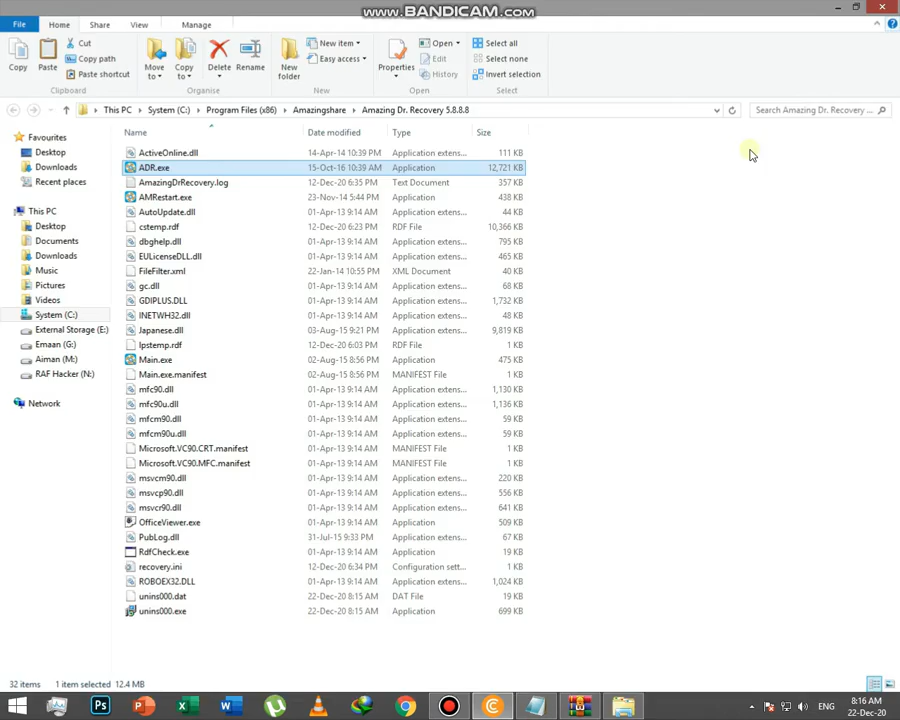 www.BANDICAM.com
File Home Share View Manage
Copy
Paste
Cut
Copy path
Paste shortcut
Clipboard
Move to
Copy to
Delete
Rename
Organise
New folder
New item
Easy access
New
Properties
Open
Edit
History
Open
Select all
Select none
Invert selection
Select
This PC System (C:) Program Files (x86) Amazingshare Amazing Dr. Recovery 5.8.8.8
Search Amazing Dr. Recovery ...
Favourites
Desktop
Downloads
Recent places
This PC
Desktop
Documents
Downloads
Music
Pictures
Videos
System (C:)
External Storage (E:)
Emaan (G:)
Aiman (M:)
RAF Hacker (N:)
Network
Name Date modified Type Size
ActiveOnline.dll 14-Apr-14 10:39 PM Application extens... 111 KB
ADR.exe 15-Oct-16 10:39 AM Application 12,721 KB
AmazingDrRecovery.log 12-Dec-20 6:35 PM Text Document 357 KB
AMRestart.exe 23-Nov-14 5:44 PM Application 438 KB
AutoUpdate.dll 01-Apr-13 9:14 AM Application extens... 44 KB
cstemp.rdf 12-Dec-20 6:23 PM RDF File 10,366 KB
dbghelp.dll 01-Apr-13 9:14 AM Application extens... 795 KB
EULicenseDLL.dll 01-Apr-13 9:14 AM Application extens... 465 KB
FileFilter.xml 22-Jan-14 10:55 PM XML Document 40 KB
gc.dll 01-Apr-13 9:14 AM Application extens... 68 KB
GDIPLUS.DLL 01-Apr-13 9:14 AM Application extens... 1,732 KB
INETWH32.dll 01-Apr-13 9:14 AM Application extens... 48 KB
Japanese.dll 03-Aug-15 9:21 PM Application extens... 9,819 KB
lpstemp.rdf 12-Dec-20 6:03 PM RDF File 10,232 KB
Main.exe 02-Aug-15 8:56 PM Application 475 KB
Main.exe.manifest 02-Aug-15 8:56 PM MANIFEST File 1 KB
mfc90.dll 01-Apr-13 9:14 AM Application extens... 1,130 KB
mfc90u.dll 01-Apr-13 9:14 AM Application extens... 1,136 KB
mfcm90.dll 01-Apr-13 9:14 AM Application extens... 59 KB
mfcm90u.dll 01-Apr-13 9:14 AM Application extens... 59 KB
Microsoft.VC90.CRT.manifest 01-Apr-13 9:14 AM MANIFEST File 1 KB
Microsoft.VC90.MFC.manifest 01-Apr-13 9:14 AM MANIFEST File 1 KB
msvcm90.dll 01-Apr-13 9:14 AM Application extens... 220 KB
msvcp90.dll 01-Apr-13 9:14 AM Application extens... 556 KB
msvcr90.dll 01-Apr-13 9:14 AM Application extens... 641 KB
OfficeViewer.exe 01-Apr-13 9:14 AM Application 509 KB
PubLog.dll 31-Jul-15 9:33 PM Application extens... 67 KB
RdfCheck.exe 01-Apr-13 9:14 AM Application 19 KB
recovery.ini 12-Dec-20 6:34 PM Configuration sett... 1 KB
ROBOEX32.DLL 01-Apr-13 9:14 AM Application extens... 1,024 KB
unins000.dat 22-Dec-20 8:15 AM DAT File 19 KB
unins000.exe 22-Dec-20 8:15 AM Application 699 KB
32 items 1 item selected 12.4 MB
ENG
8:16 AM
22-Dec-20